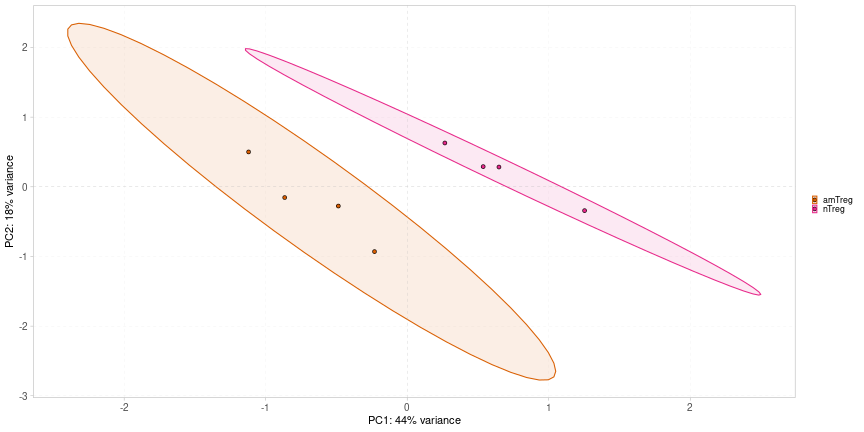 2
1
0
-1
-2
-3
PC2: 18% variance
-2
-1
0
1
2
PC1: 44% variance
amTreg
nTreg